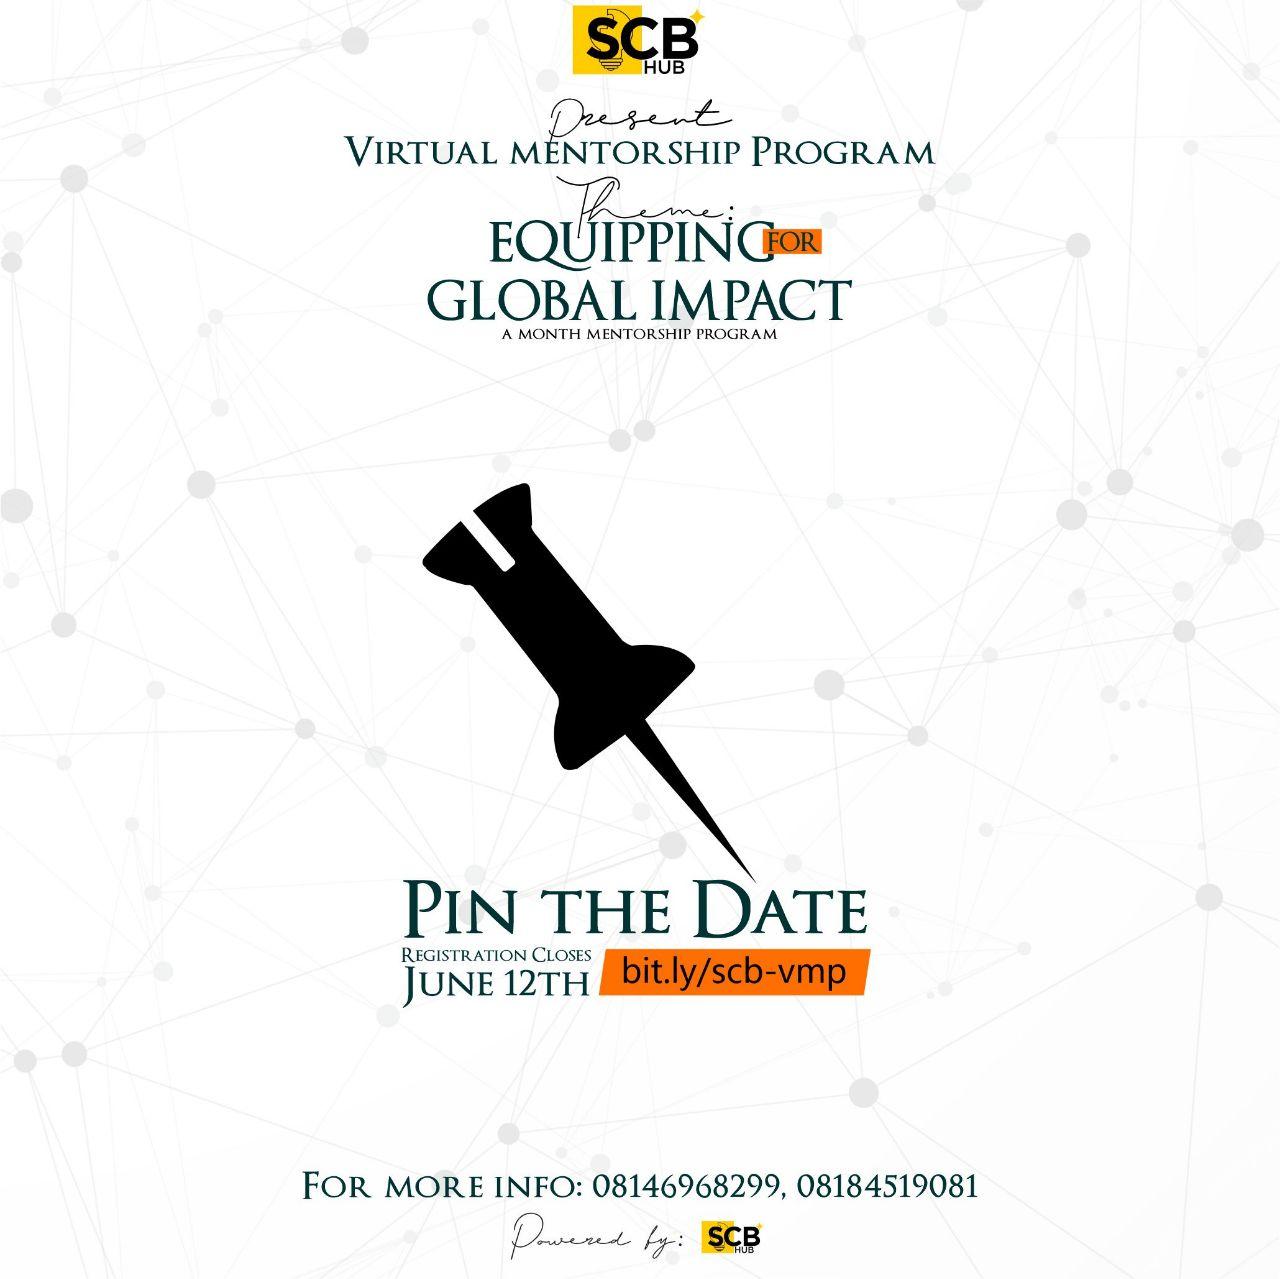 SCB
HUB
Present
Virtual mentorship Program
Theme:
EQUIPPING FOR
GLOBAL IMPACT
A MONTH MENTORSHIP PROGRAM
Pin the Date
Registration Closes
June 12th
bit.ly/scb-vmp
For more info: 08146968299, 08184519081
Powered by: SCB
HUB